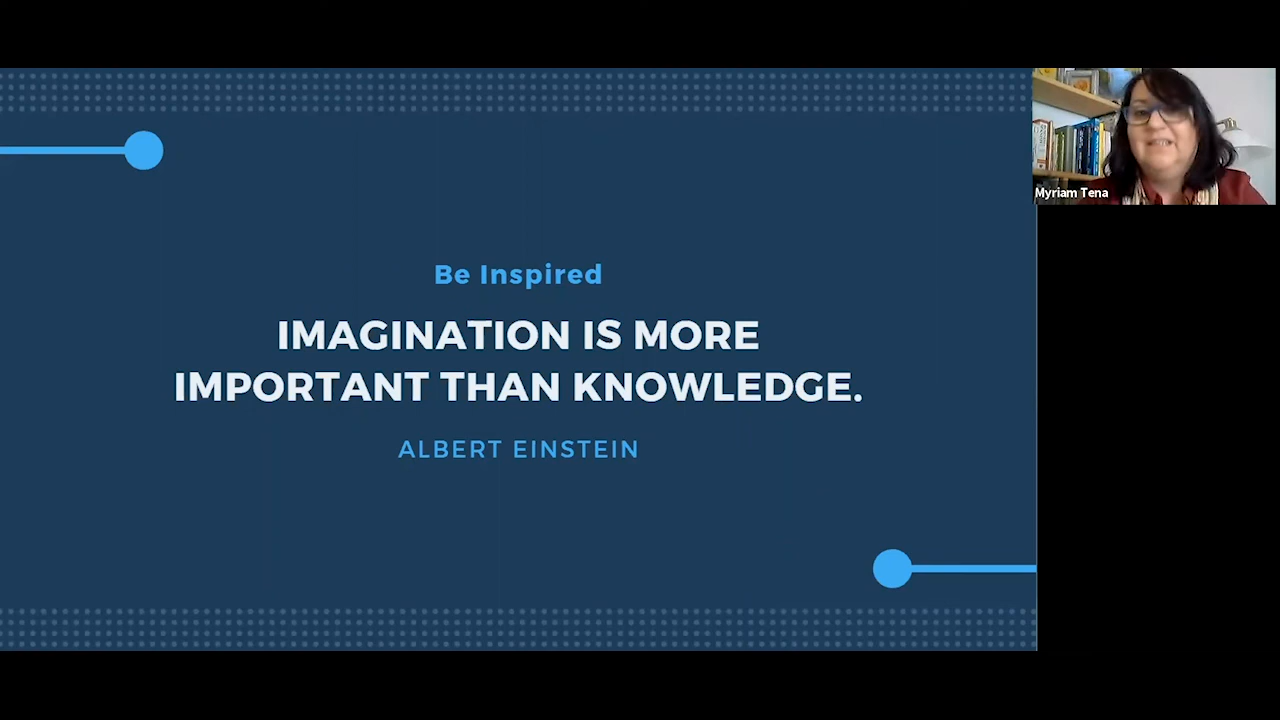 Be Inspired
IMAGINATION IS MORE
IMPORTANT THAN KNOWLEDGE.
ALBERT EINSTEIN
Myriam Tena